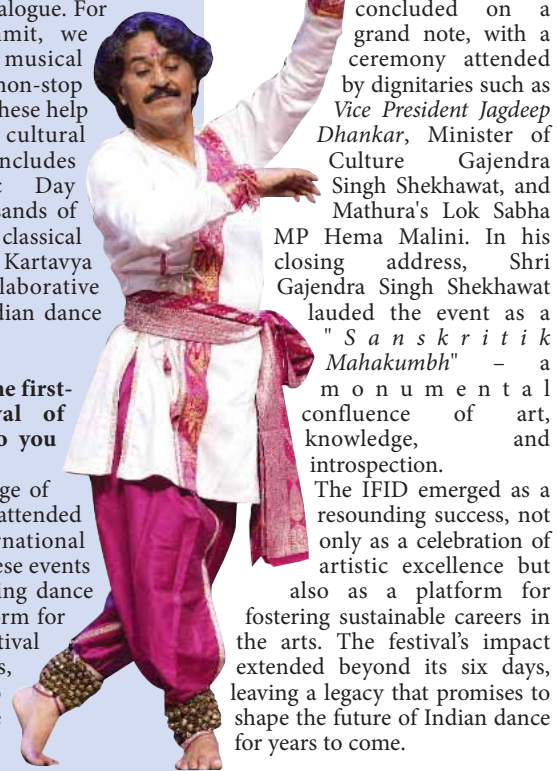 alogue. For
mit, we
musical
non-stop
hese help
cultural
ncludes
c Day
sands of
classical
Kartavya
laborative
dian dance
he first-
val of
o you
ge of
attended
rnational
ese events
ing dance
orm for
tival
s,
concluded on a
grand note, with a
ceremony attended
by dignitaries such as
Vice President Jagdeep
Dhankar, Minister of
Culture Gajendra
Singh Shekhawat, and
Mathura's Lok Sabha
MP Hema Malini. In his
closing address, Shri
Gajendra Singh Shekhawat
lauded the event as a
"Sanskritik
Mahakumbh" – a
monumental
confluence of art,
knowledge, and
introspection.
The IFID emerged as a
resounding success, not
only as a celebration of
artistic excellence but
also as a platform for
fostering sustainable careers in
the arts. The festival's impact
extended beyond its six days,
leaving a legacy that promises to
shape the future of Indian dance
for years to come.